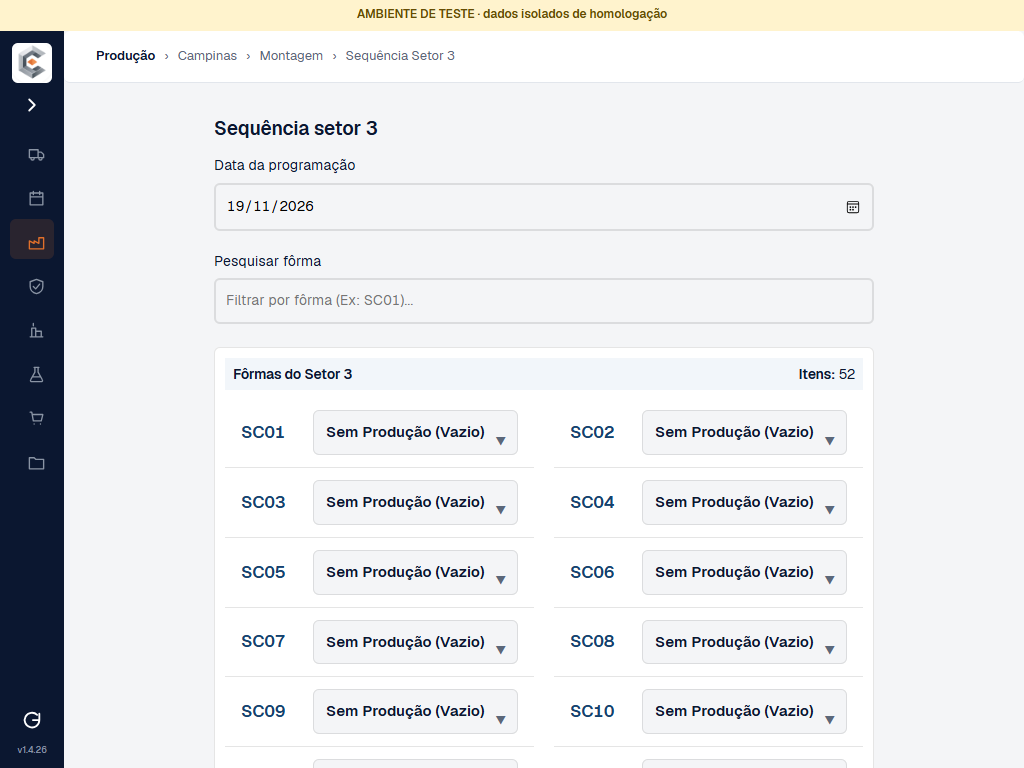 AMBIENTE DE TESTE · dados isolados de homologação
Produção › Campinas › Montagem › Sequência Setor 3
Sequência setor 3
Data da programação
19/11/2026
Pesquisar fôrma
Filtrar por fôrma (Ex: SC01)...
Fôrmas do Setor 3 Itens: 52
SC01 Sem Produção (Vazio) SC02 Sem Produção (Vazio)
SC03 Sem Produção (Vazio) SC04 Sem Produção (Vazio)
SC05 Sem Produção (Vazio) SC06 Sem Produção (Vazio)
SC07 Sem Produção (Vazio) SC08 Sem Produção (Vazio)
SC09 Sem Produção (Vazio) SC10 Sem Produção (Vazio)
v1.4.26